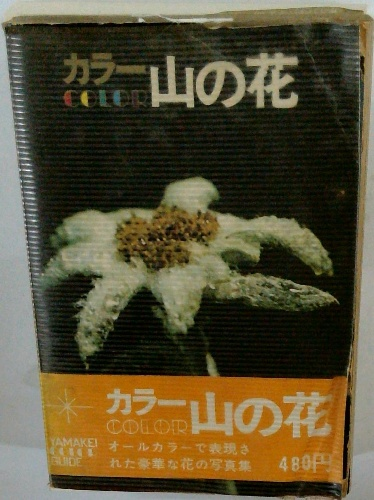 カラー山の花
COLOR
カラー山の花
COLOR
オールカラーで表現さ
れた豪華な花の写真集
480円
YAMAKEI
COLOR
GUIDE